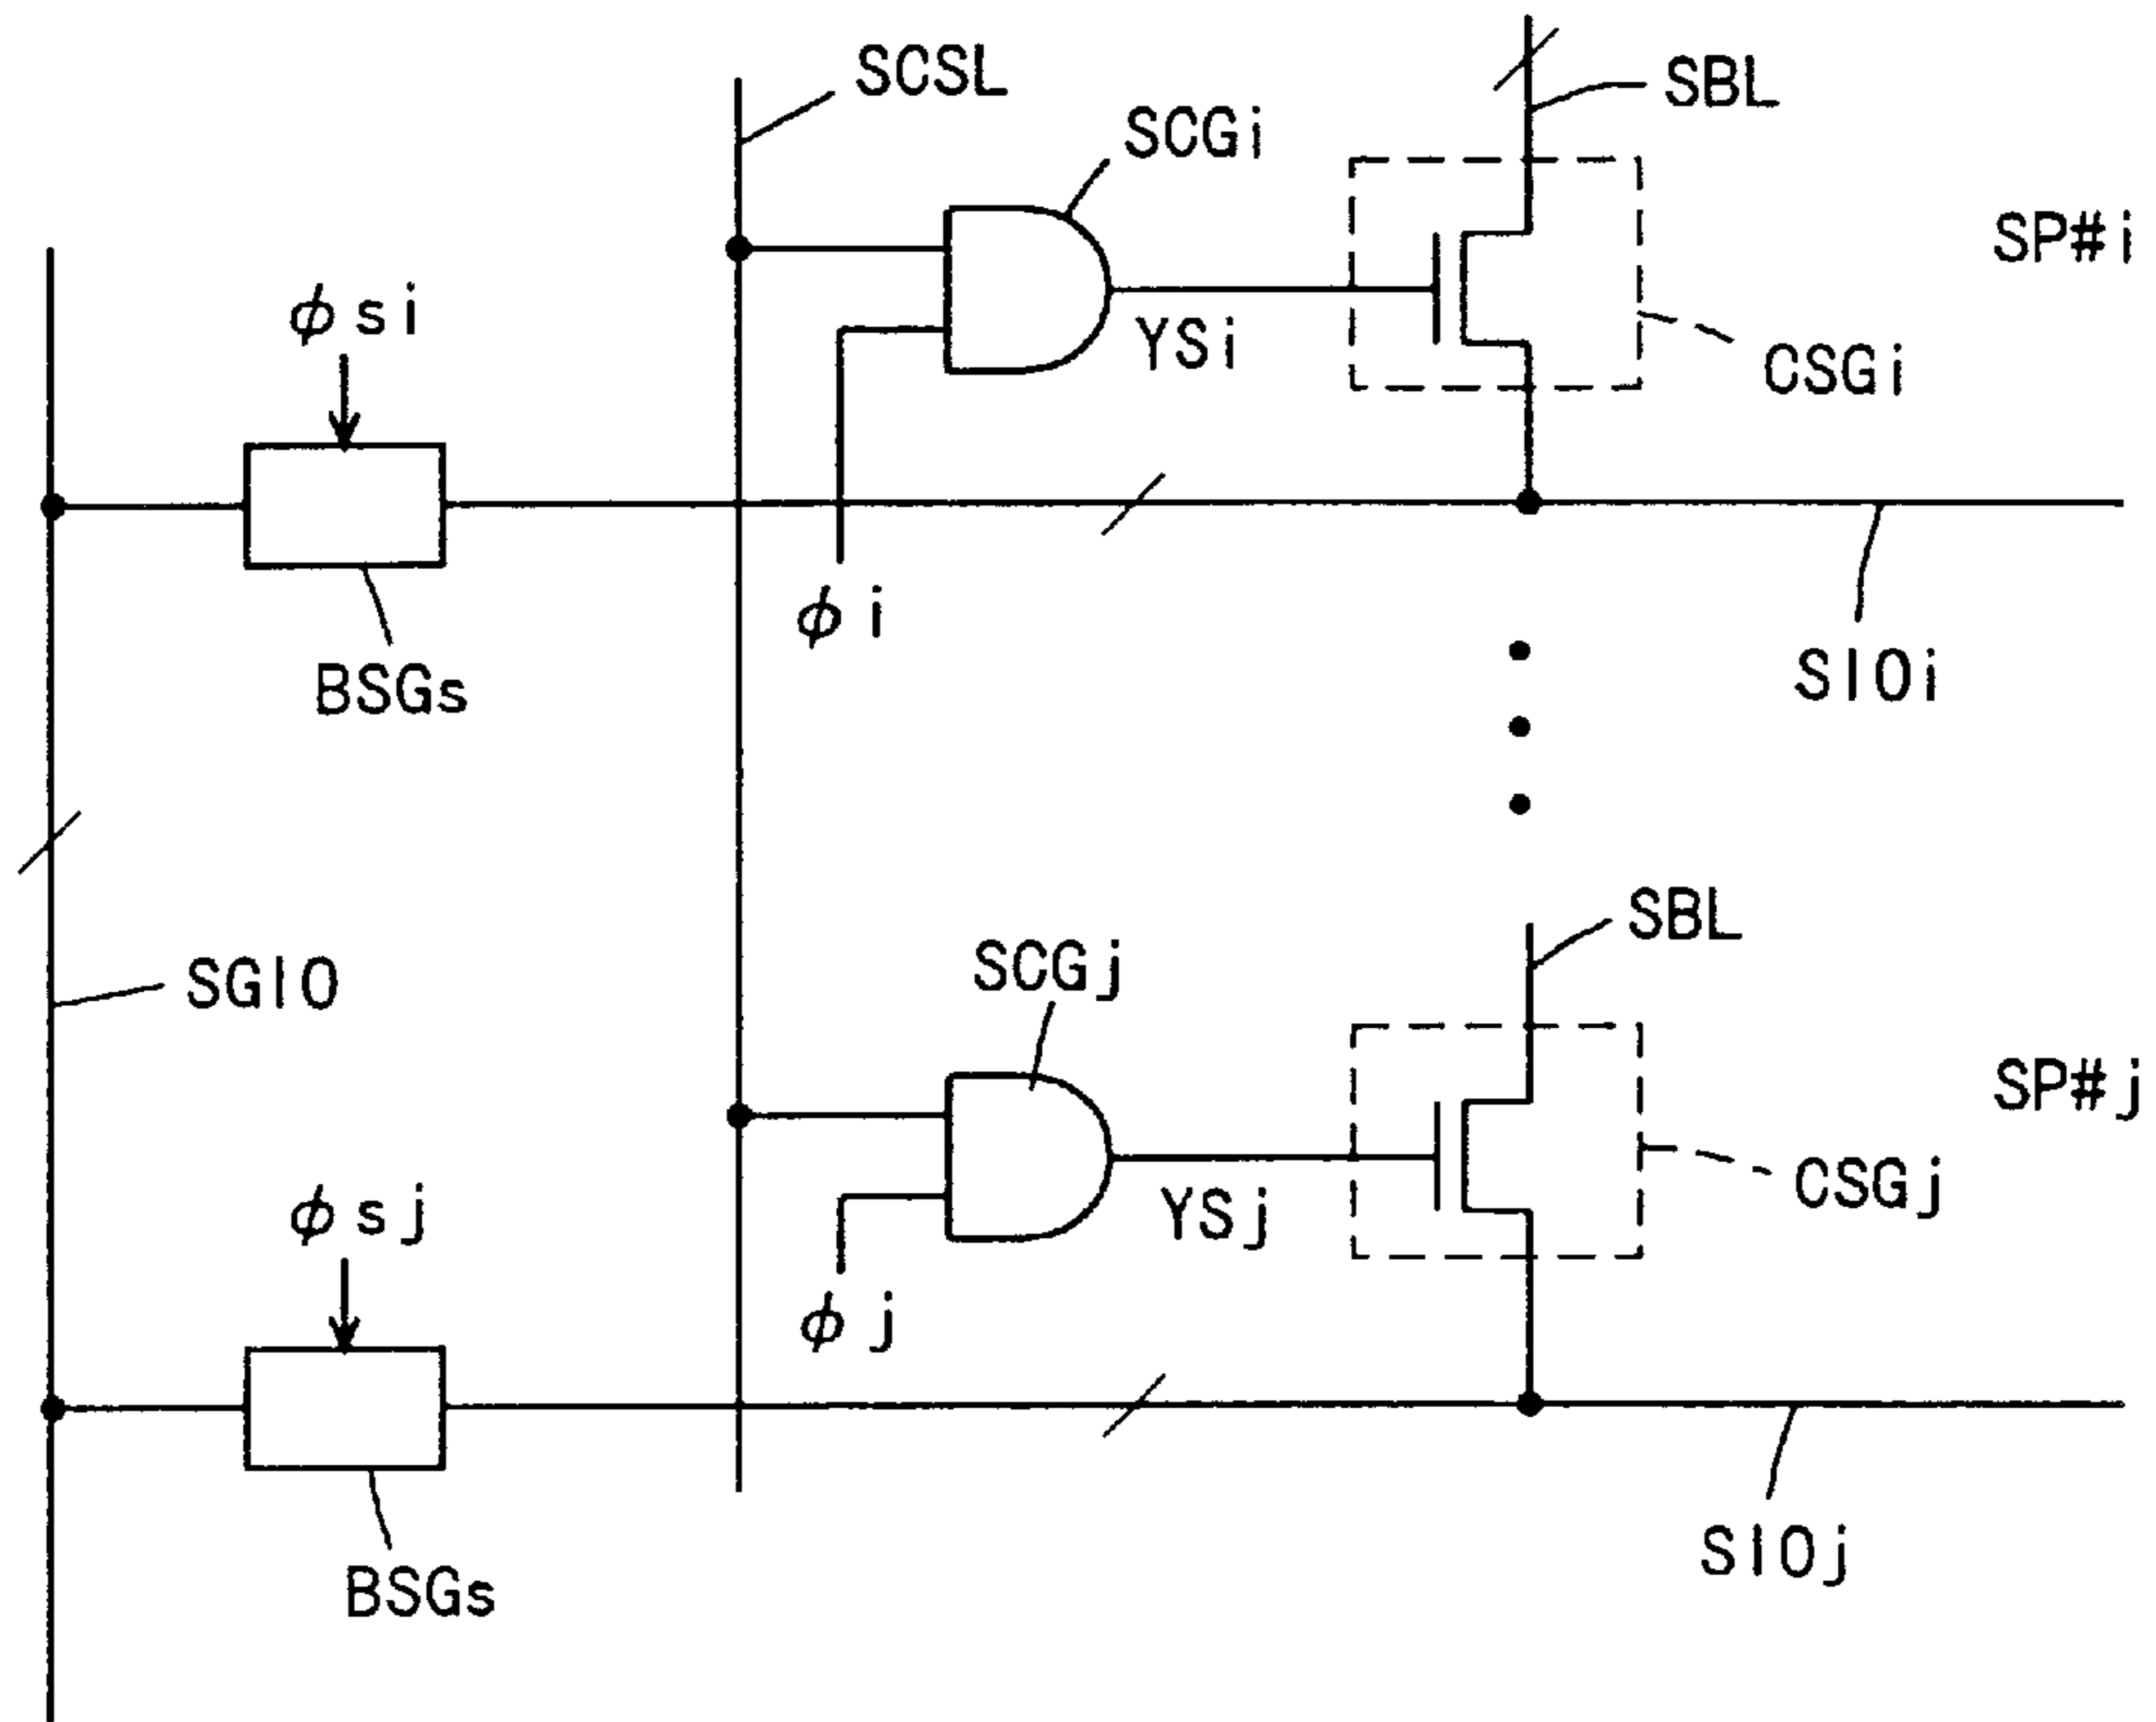 SCSL
SBL
SCGi
SP#i
φsi
YSi
CSGi
φi
BSGs
SIOi
SBL
SCGj
SGIO
SP#j
CSGj
φsj
YSj
φj
SIOj
BSGs